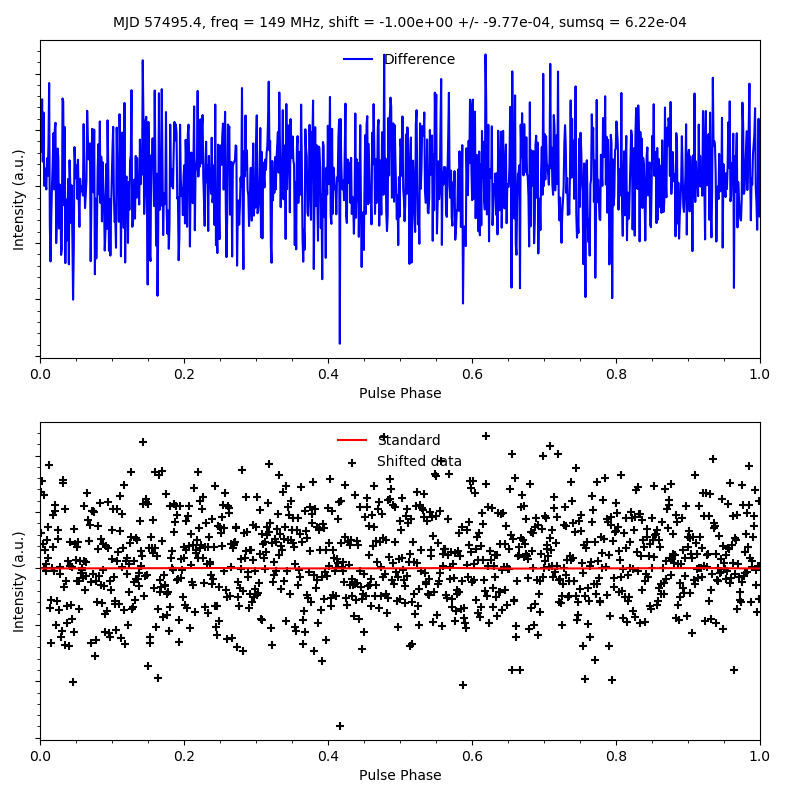 MJD 57495.4, freq = 149 MHz, shift = -1.00e+00 +/- -9.77e-04, sumsq = 6.22e-04
Difference
Intensity (a.u.)
0.0 0.2 0.4 0.6 0.8 1.0
Pulse Phase
Standard
Shifted data
Intensity (a.u.)
0.0 0.2 0.4 0.6 0.8 1.0
Pulse Phase